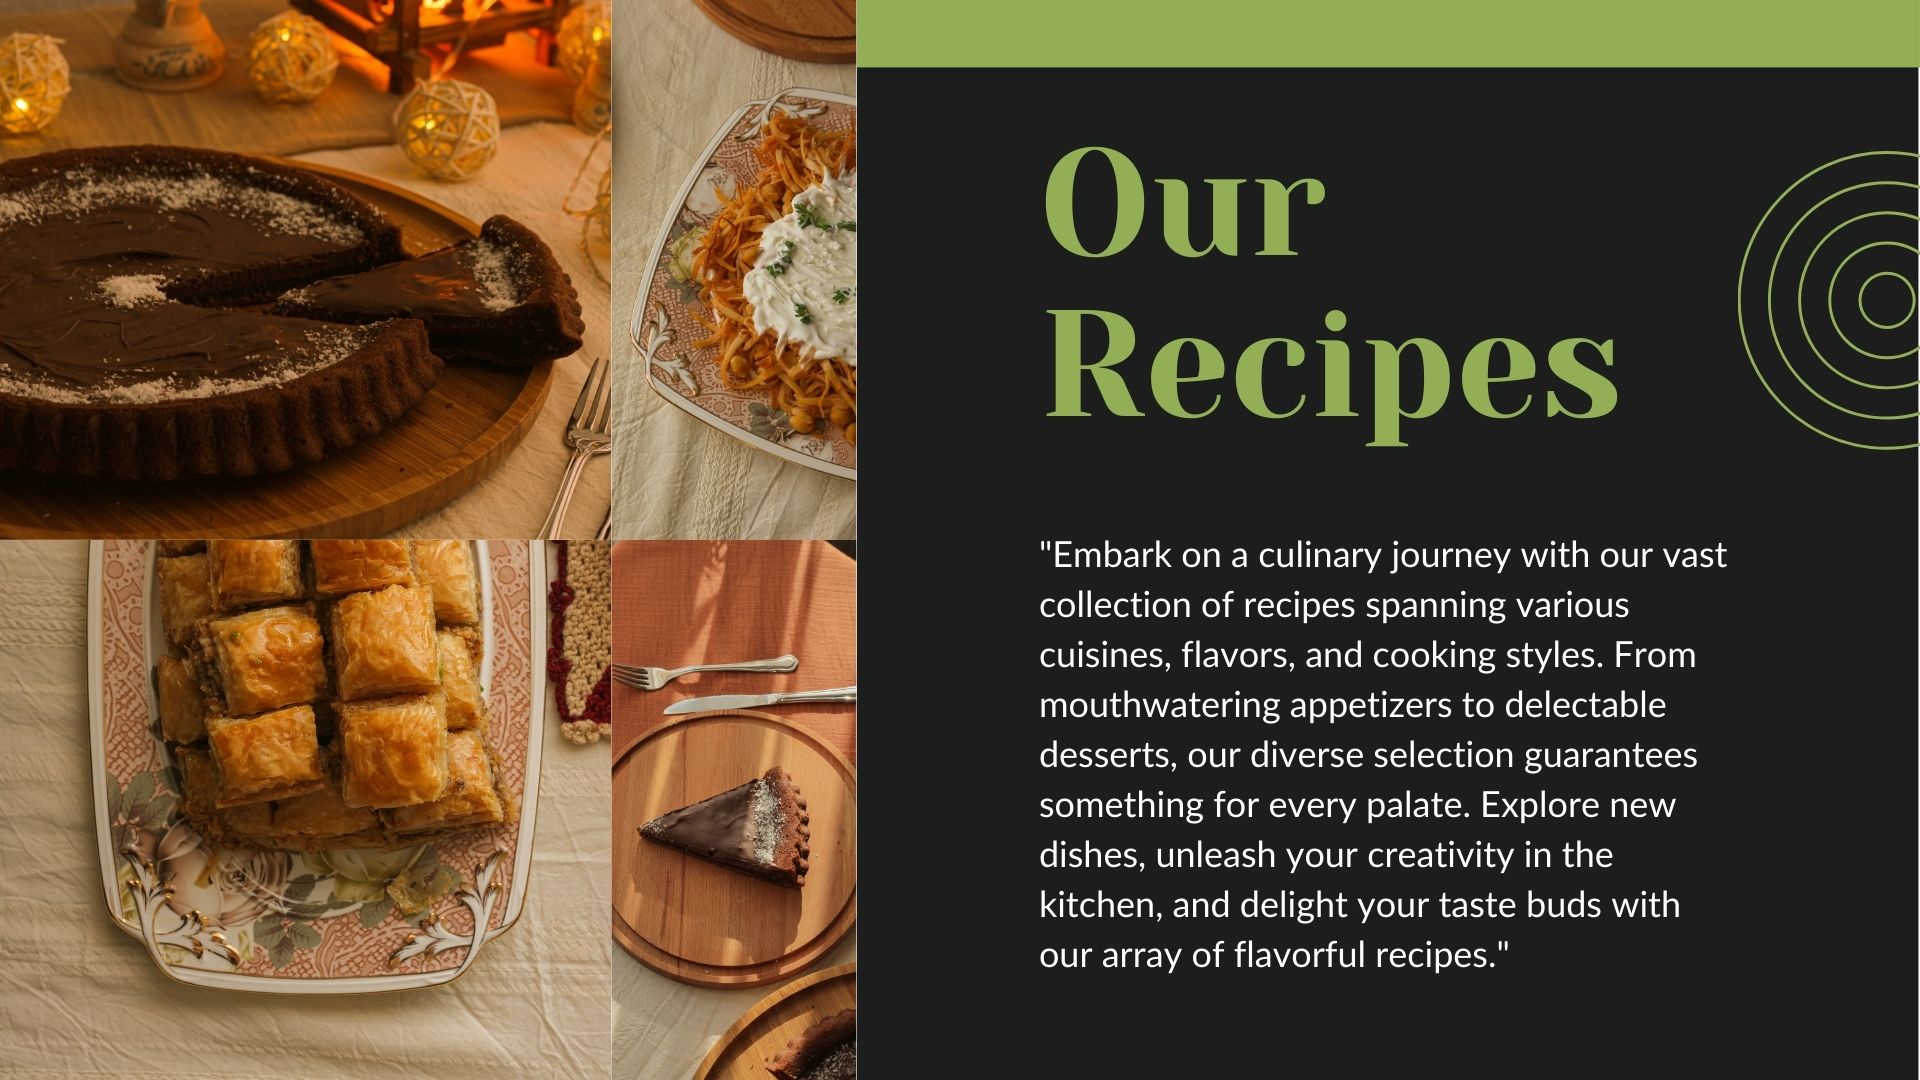 Our
Recipes
"Embark on a culinary journey with our vast
collection of recipes spanning various
cuisines, flavors, and cooking styles. From
mouthwatering appetizers to delectable
desserts, our diverse selection guarantees
something for every palate. Explore new
dishes, unleash your creativity in the
kitchen, and delight your taste buds with
our array of flavorful recipes."